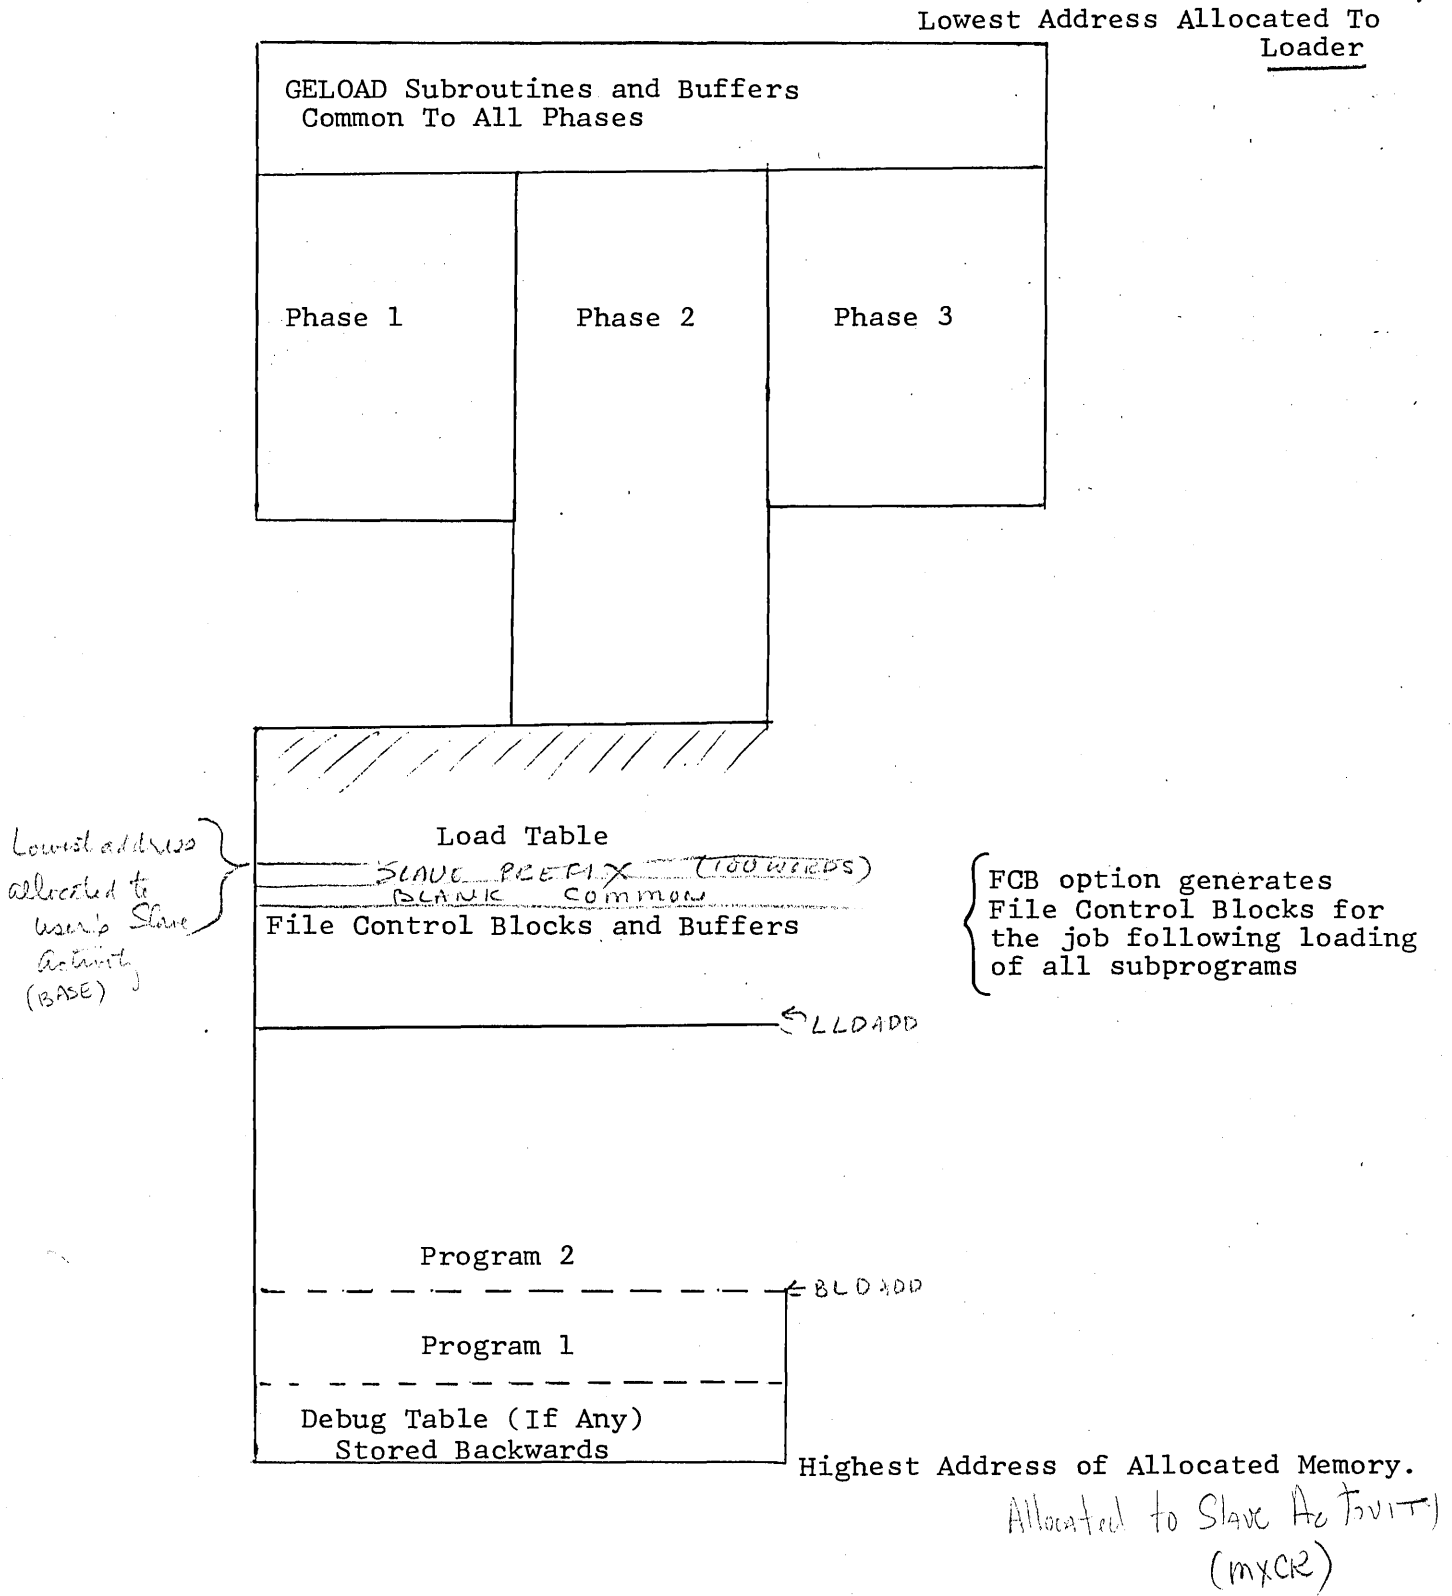 Lowest Address Allocated To
Loader
GELOAD Subroutines and Buffers
Common To All Phases
Phase 1
Phase 2
Phase 3
Load Table
SLAVE PREFIX (100 WORDS)
BLANK COMMON
File Control Blocks and Buffers
Lowest address
allocated to
user's Slave
Activity
(BASE)
FCB option generates
File Control Blocks for
the job following loading
of all subprograms
LLDADD
Program 2
BLDADD
Program 1
Debug Table (If Any)
Stored Backwards
Highest Address of Allocated Memory.
Allocated to Slave Activity
(MXCR)